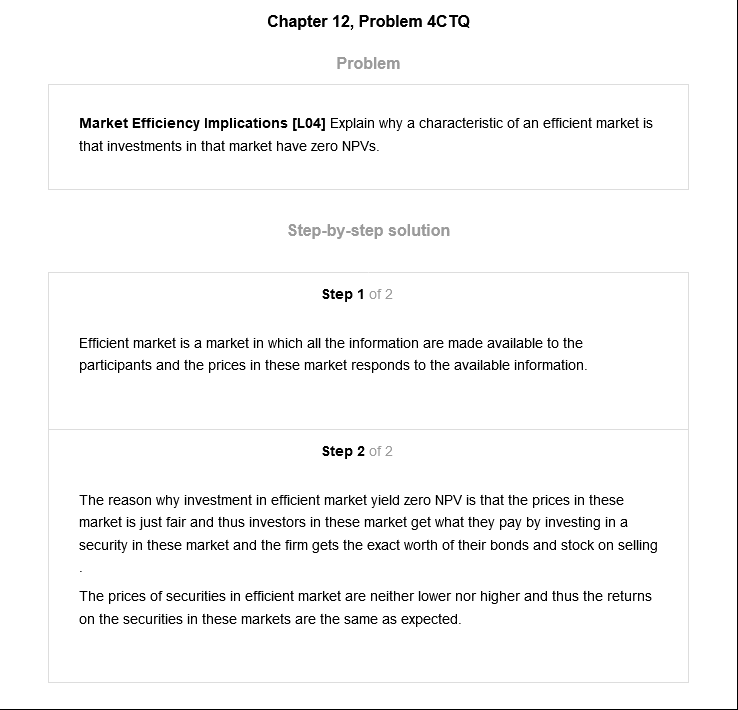 Chapter 12, Problem 4CTQ
Problem
Market Efficiency Implications [L04] Explain why a characteristic of an efficient market is
that investments in that market have zero NPVs.
Step-by-step solution
Step 1 of 2
Efficient market is a market in which all the information are made available to the
participants and the prices in these market responds to the available information.
Step 2 of 2
The reason why investment in efficient market yield zero NPV is that the prices in these
market is just fair and thus investors in these market get what they pay by investing in a
security in these market and the firm gets the exact worth of their bonds and stock on selling
.
The prices of securities in efficient market are neither lower nor higher and thus the returns
on the securities in these markets are the same as expected.